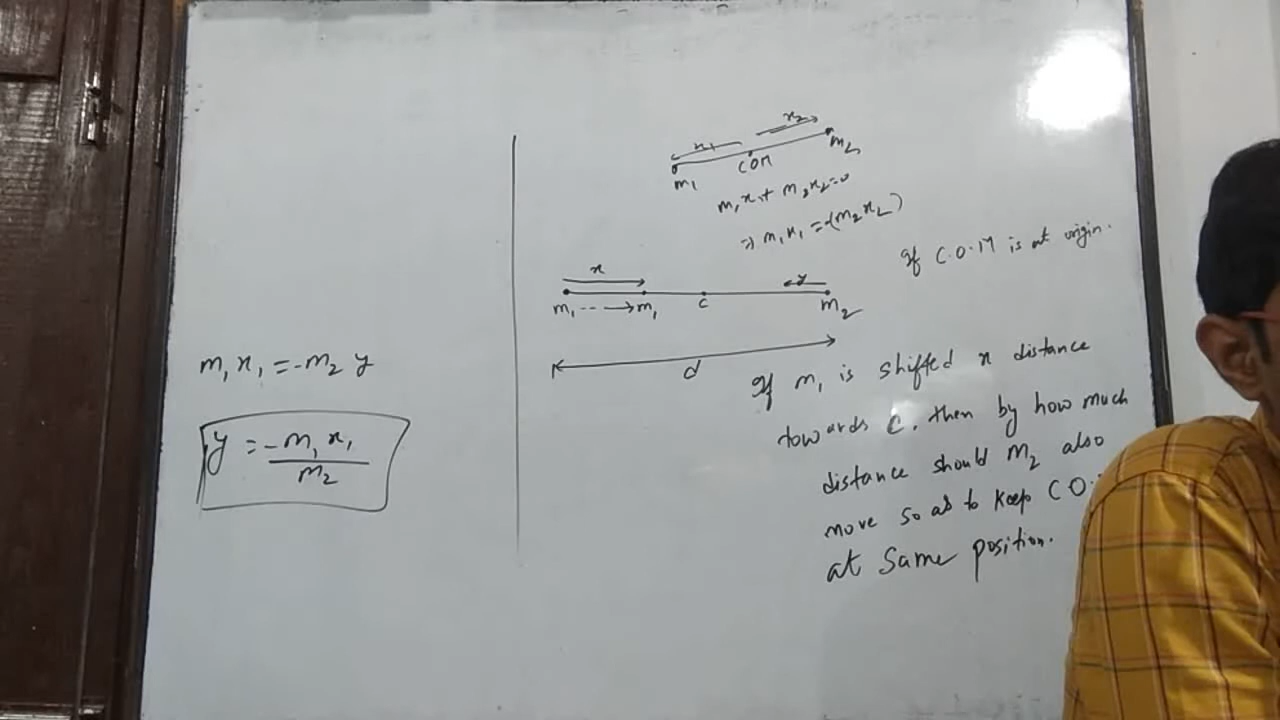 m₁x₁ = -m₂ y
y = -m₁x₁ / m₂
x₁ x₂
m₁ COM m₂
m₁x₁ + m₂x₂ = 0
⇒ m₁x₁ = -(m₂x₂)
If C.O.M is at origin.
x y
m₁ -- → m₁ c m₂
d
If m₁ is shifted x distance
towards C, then by how much
distance should m₂ also
move so as to keep C O.
at same position.